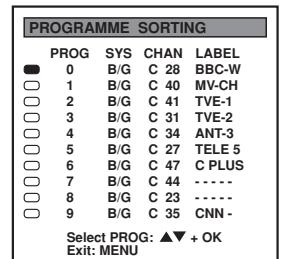 PROGRAMME SORTING
PROG SYS CHAN LABEL
0 B/G C 28 BBC-W
1 B/G C 40 MV-CH
2 B/G C 41 TVE-1
3 B/G C 31 TVE-2
4 B/G C 34 ANT-3
5 B/G C 27 TELE 5
6 B/G C 47 C PLUS
7 B/G C 44 - - - - -
8 B/G C 23 - - - - -
9 B/G C 35 CNN -
Select PROG: ▲▼ + OK
Exit: MENU